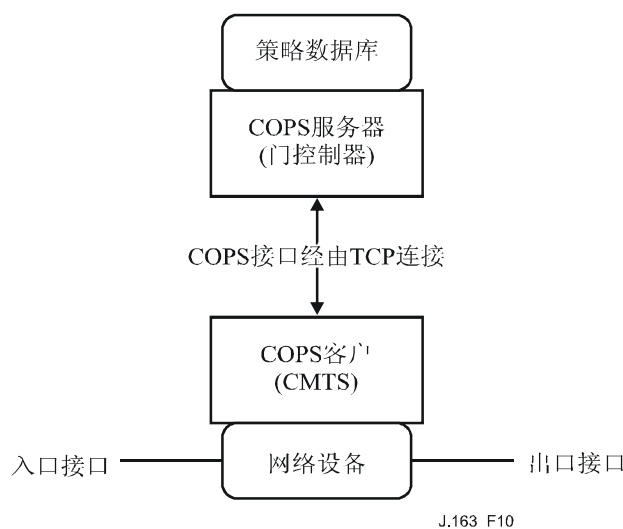 策略数据库
COPS服务器
(门控制器)
COPS接口经由TCP连接
COPS客户
(CMTS)
入口接口
网络设备
出口接口
J.163_F10